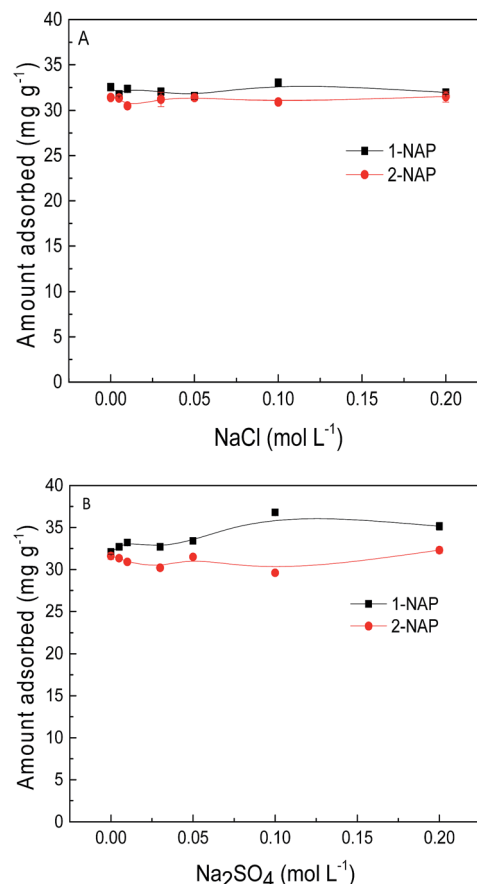 A
40
35
30
25
20
15
10
5
0
Amount adsorbed (mg g⁻¹)
1-NAP
2-NAP
0.00 0.05 0.10 0.15 0.20
NaCl (mol L⁻¹)
B
40
35
30
25
20
15
10
5
0
Amount adsorbed (mg g⁻¹)
1-NAP
2-NAP
0.00 0.05 0.10 0.15 0.20
Na₂SO₄ (mol L⁻¹)